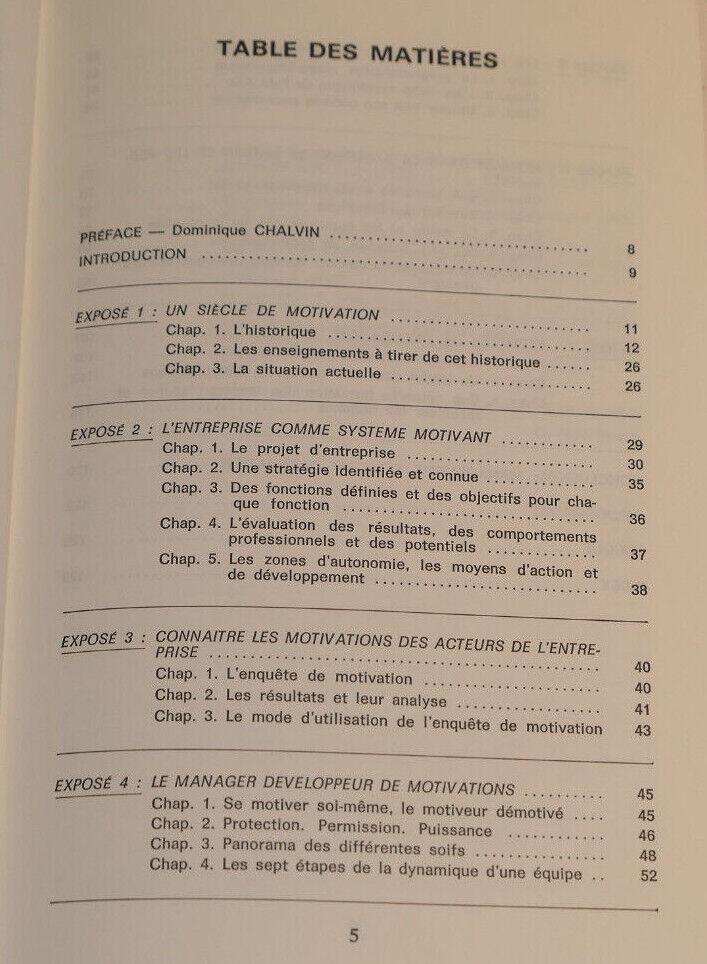 TABLE DES MATIÈRES
PRÉFACE — Dominique CHALVIN ................................ 8
INTRODUCTION ................................................ 9
EXPOSÉ 1 : UN SIÈCLE DE MOTIVATION ......................... 11
Chap. 1. L'historique ................................ 12
Chap. 2. Les enseignements à tirer de cet historique ...... 26
Chap. 3. La situation actuelle ......................... 26
EXPOSÉ 2 : L'ENTREPRISE COMME SYSTEME MOTIVANT ............ 29
Chap. 1. Le projet d'entreprise ....................... 30
Chap. 2. Une stratégie identifiée et connue .............. 35
Chap. 3. Des fonctions définies et des objectifs pour cha-
que fonction ............................... 36
Chap. 4. L'évaluation des résultats, des comportements
professionnels et des potentiels ............. 37
Chap. 5. Les zones d'autonomie, les moyens d'action et
de développement ........................... 38
EXPOSÉ 3 : CONNAITRE LES MOTIVATIONS DES ACTEURS DE L'ENTRE-
PRISE ................................................ 40
Chap. 1. L'enquête de motivation ...................... 40
Chap. 2. Les résultats et leur analyse ................. 41
Chap. 3. Le mode d'utilisation de l'enquête de motivation 43
EXPOSÉ 4 : LE MANAGER DEVELOPPEUR DE MOTIVATIONS .......... 45
Chap. 1. Se motiver soi-même, le motiveur démotivé .... 45
Chap. 2. Protection. Permission. Puissance ............ 46
Chap. 3. Panorama des différentes soifs ................ 48
Chap. 4. Les sept étapes de la dynamique d'une équipe .. 52
5